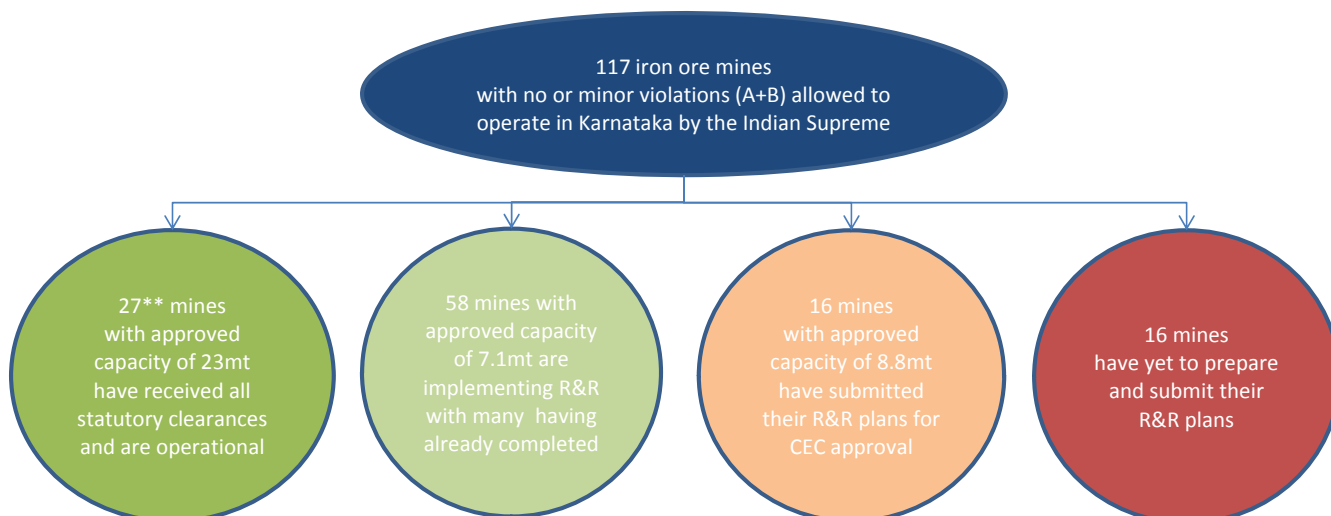 117 iron ore mines
with no or minor violations (A+B) allowed to
operate in Karnataka by the Indian Supreme
27** mines
with approved
capacity of 23mt
have received all
statutory clearances
and are operational
58 mines with
approved capacity
of 7.1mt are
implementing R&R
with many having
already completed
16 mines
with approved
capacity of 8.8mt
have submitted
their R&R plans for
CEC approval
16 mines
have yet to prepare
and submit their
R&R plans